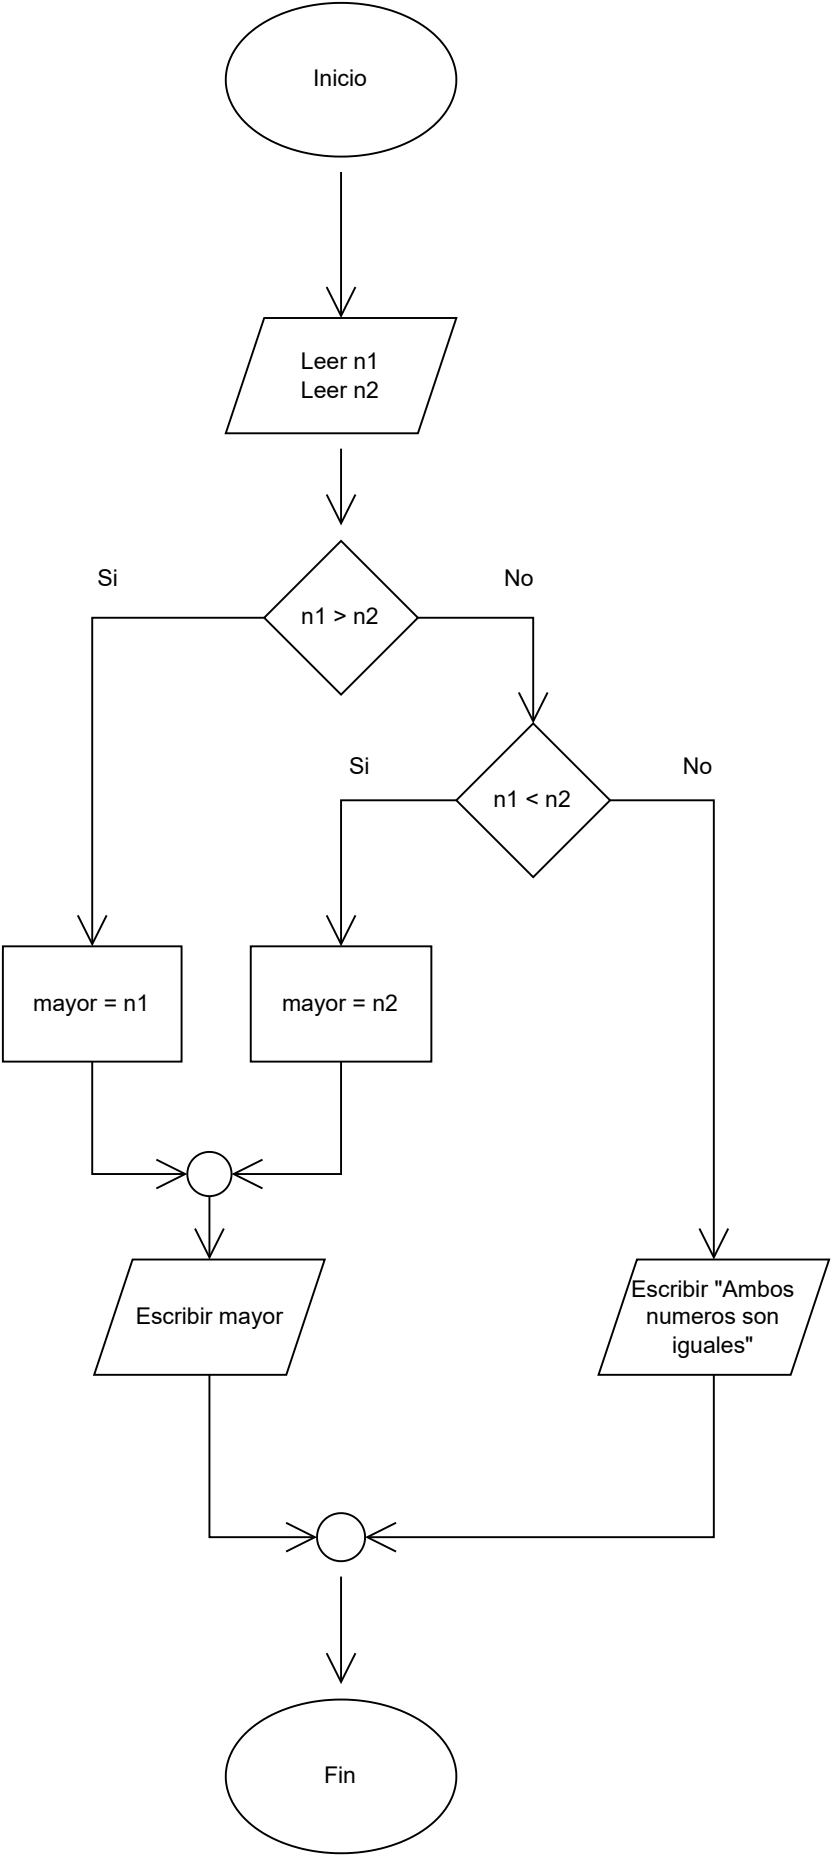 Inicio
Leer n1
Leer n2
Si
No
n1 > n2
Si
No
n1 < n2
mayor = n1
mayor = n2
Escribir mayor
Escribir "Ambos
numeros son
iguales"
Fin